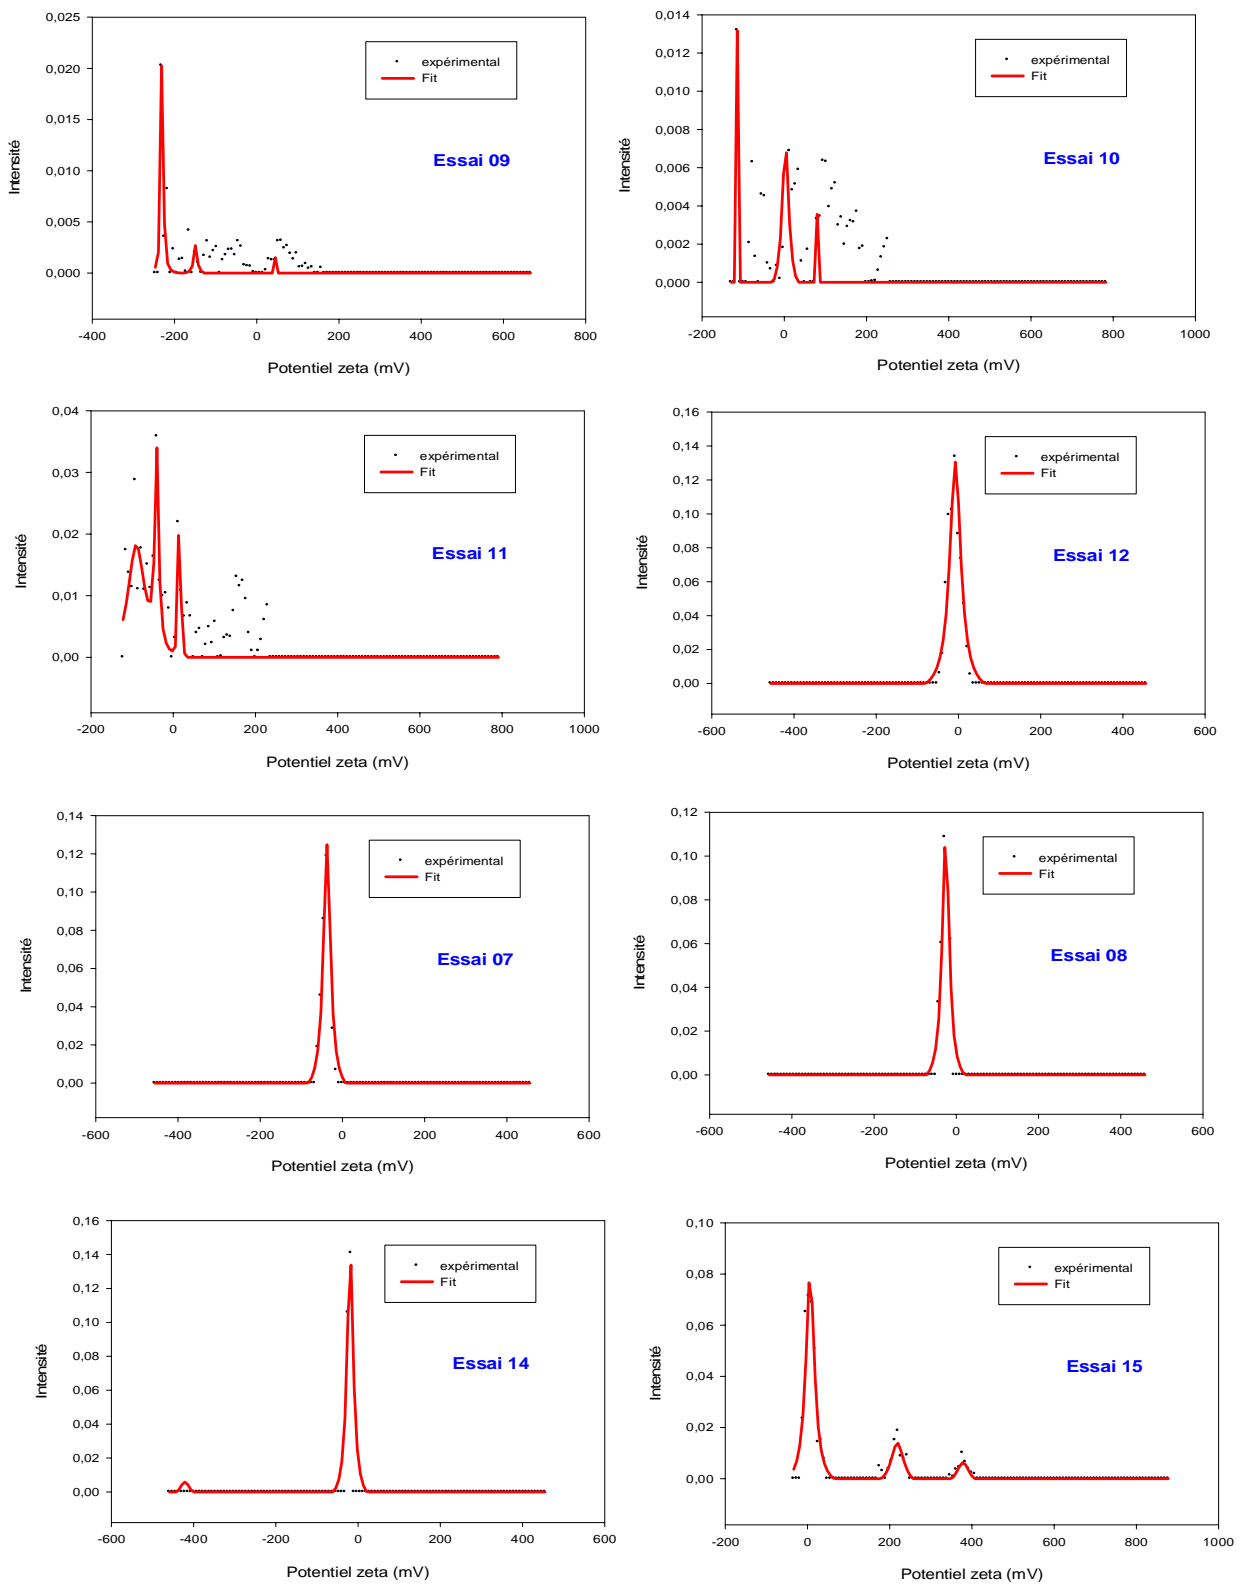 0,025
0,020
0,015
0,010
0,005
0,000
Intensité
expérimental
Fit
Essai 09
-400 -200 0 200 400 600 800
Potentiel zeta (mV)
0,014
0,012
0,010
0,008
0,006
0,004
0,002
0,000
Intensité
expérimental
Fit
Essai 10
-200 0 200 400 600 800 1000
Potentiel zeta (mV)
0,04
0,03
0,02
0,01
0,00
Intensité
expérimental
Fit
Essai 11
-200 0 200 400 600 800 1000
Potentiel zeta (mV)
0,16
0,14
0,12
0,10
0,08
0,06
0,04
0,02
0,00
Intensité
expérimental
Fit
Essai 12
-600 -400 -200 0 200 400 600
Potentiel zeta (mV)
0,14
0,12
0,10
0,08
0,06
0,04
0,02
0,00
Intensité
expérimental
Fit
Essai 07
-600 -400 -200 0 200 400 600
Potentiel zeta (mV)
0,12
0,10
0,08
0,06
0,04
0,02
0,00
Intensité
expérimental
Fit
Essai 08
-600 -400 -200 0 200 400 600
Potentiel zeta (mV)
0,16
0,14
0,12
0,10
0,08
0,06
0,04
0,02
0,00
Intensité
expérimental
Fit
Essai 14
-600 -400 -200 0 200 400 600
Potentiel zeta (mV)
0,10
0,08
0,06
0,04
0,02
0,00
Intensité
expérimental
Fit
Essai 15
-200 0 200 400 600 800 1000
Potentiel zeta (mV)